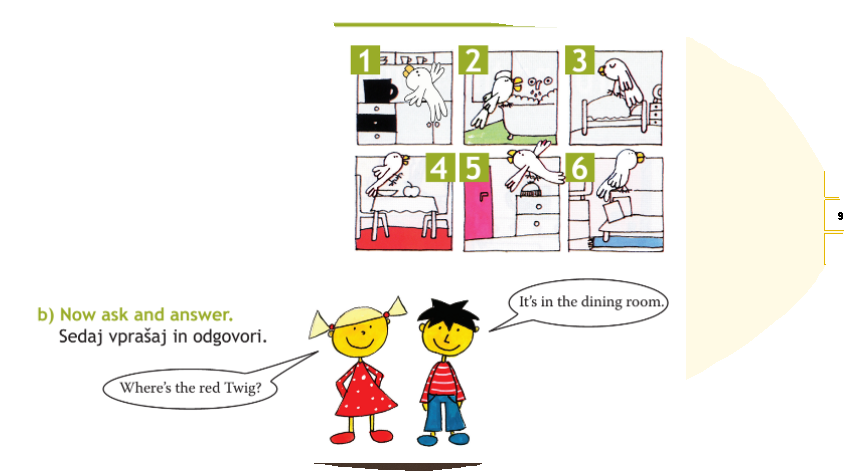 1
2
3
4
5
6
It's in the dining room.
b) Now ask and answer.
Sedaj vprašaj in odgovori.
Where's the red Twig?
9